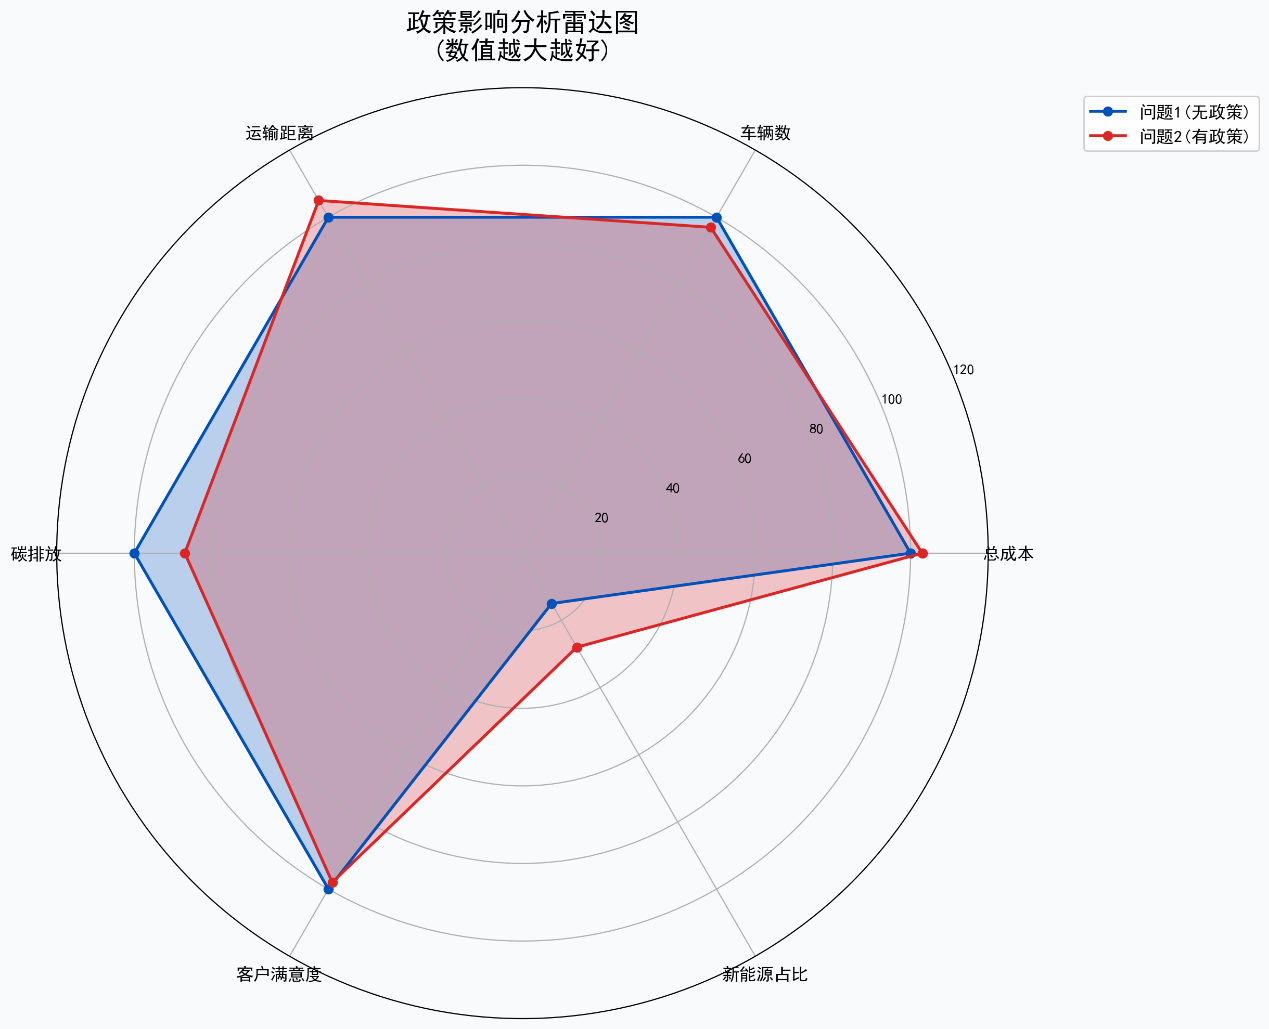 政策影响分析雷达图
(数值越大越好)
问题1(无政策)
问题2(有政策)
运输距离
车辆数
120
100
80
60
40
20
碳排放
总成本
客户满意度
新能源占比